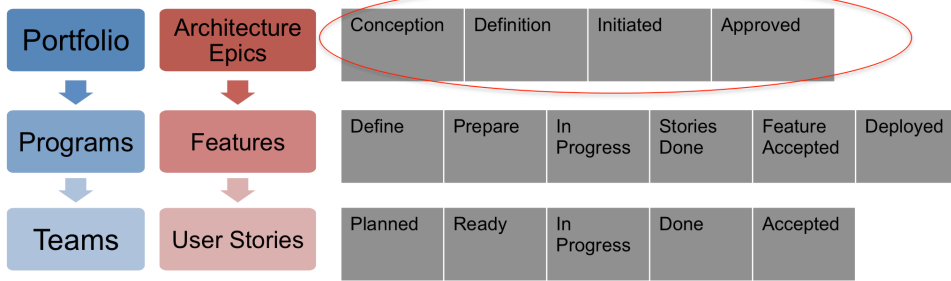 Portfolio
Architecture
Epics
Conception
Definition
Initiated
Approved
Programs
Features
Define
Prepare
In
Progress
Stories
Done
Feature
Accepted
Deployed
Teams
User Stories
Planned
Ready
In
Progress
Done
Accepted